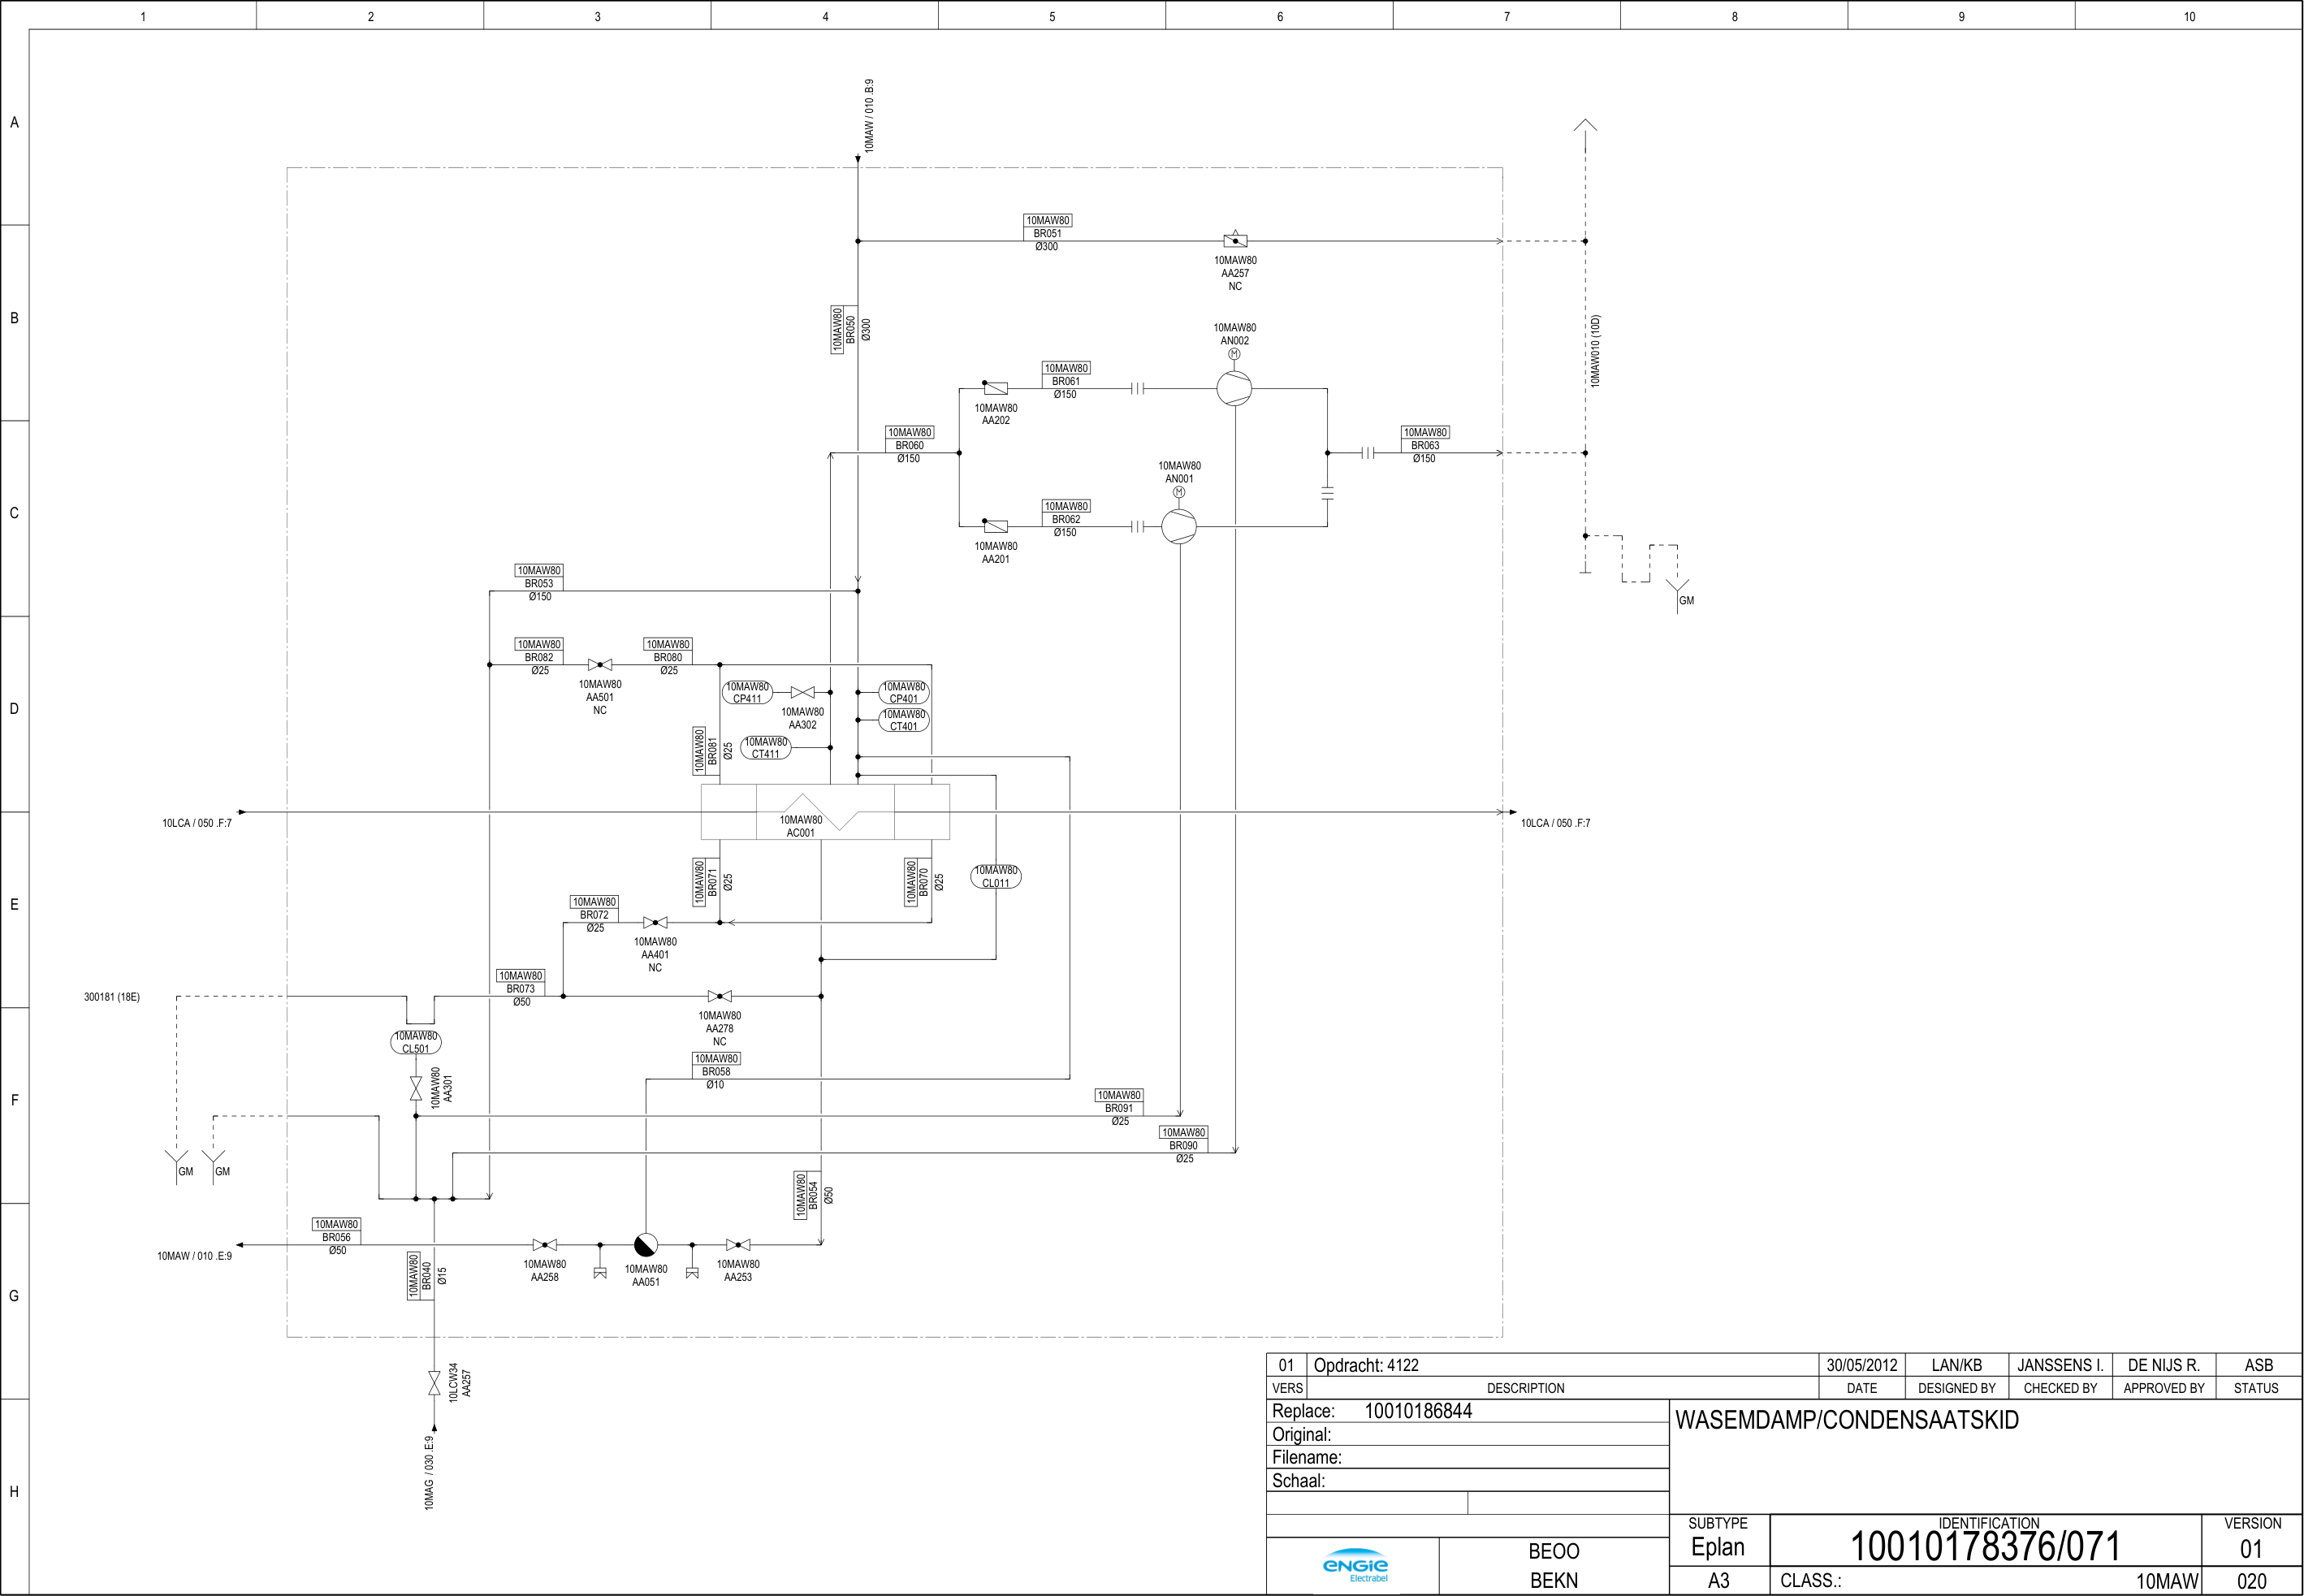 1 2 3 4 5 6 7 8 9 10
A
10MAW / 010 .B:9
10MAW80
BR051
Ø300
10MAW80
AA257
NC
B
10MAW80
BR050
Ø300
10MAW80
AN002
M
10MAW010 (10D)
10MAW80
BR061
Ø150
10MAW80
AA202
10MAW80
BR060
Ø150
10MAW80
BR063
Ø150
10MAW80
AN001
M
C
10MAW80
BR062
Ø150
10MAW80
AA201
10MAW80
BR053
Ø150
GM
10MAW80
BR082
Ø25
10MAW80
BR080
Ø25
10MAW80
AA501
NC
D
10MAW80
CP411
10MAW80
AA302
10MAW80
CP401
10MAW80
CT401
10MAW80
BR081
Ø25
10MAW80
CT411
10LCA / 050 .F:7
10MAW80
AC001
10LCA / 050 .F:7
E
10MAW80
BR071
Ø25
10MAW80
BR070
Ø25
10MAW80
CL011
10MAW80
BR072
Ø25
10MAW80
AA401
NC
10MAW80
BR073
Ø50
300181 (18E)
10MAW80
AA278
NC
10MAW80
CL501
10MAW80
BR058
Ø10
F
10MAW80
AA301
10MAW80
BR091
Ø25
10MAW80
BR090
Ø25
GM
GM
10MAW80
BR054
Ø50
10MAW80
BR056
Ø50
10MAW / 010 .E:9
10MAW80
BR040
Ø15
10MAW80
AA258
10MAW80
AA051
10MAW80
AA253
G
10LCW34
AA257
10MAG / 030 .E:9
H
01 Opdracht: 4122 30/05/2012 LAN/KB JANSSENS I. DE NIJS R. ASB
VERS DESCRIPTION DATE DESIGNED BY CHECKED BY APPROVED BY STATUS
Replace: 10010186844
Original:
Filename:
Schaal:
WASEMDAMP/CONDENSAATSKID
ENGIE
Electrabel
BEOO
BEKN
SUBTYPE IDENTIFICATION VERSION
Eplan 10010178376/071 01
A3 CLASS.: 10MAW 020